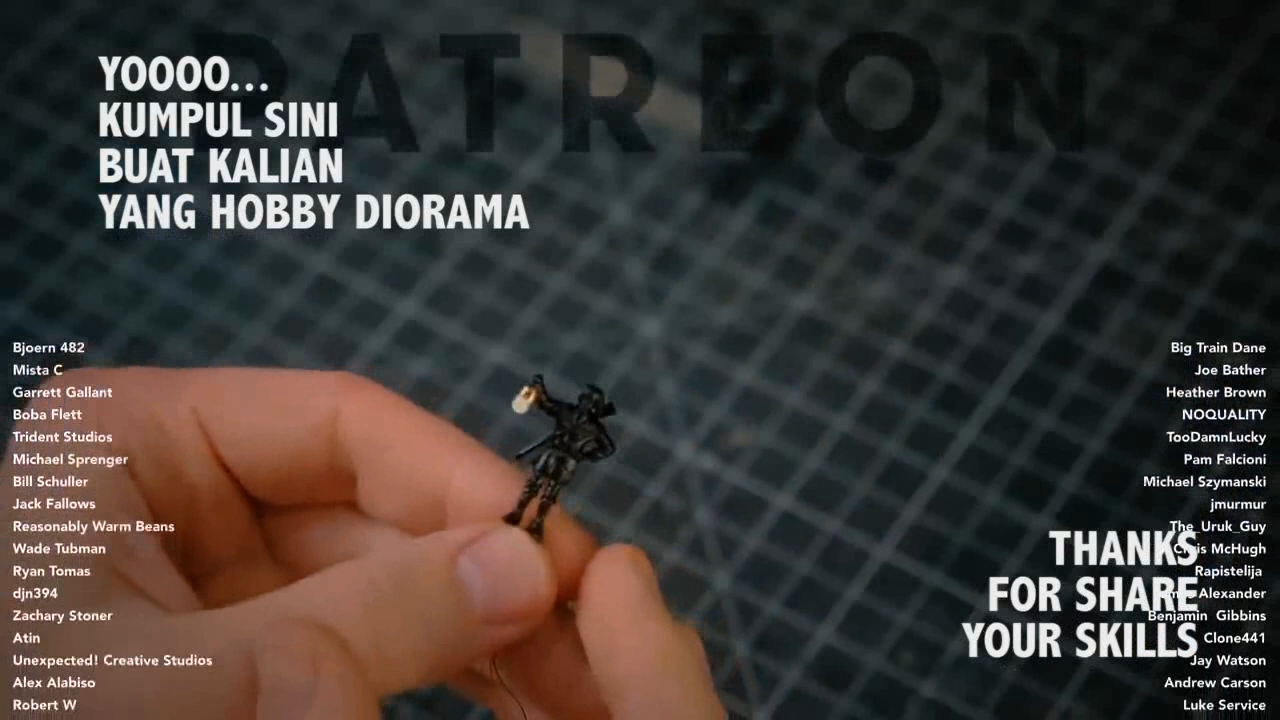 PATREON
YOOOO...
KUMPUL SINI
BUAT KALIAN
YANG HOBBY DIORAMA
Bjoern 482
Mista C
Garrett Gallant
Boba Flett
Trident Studios
Michael Sprenger
Bill Schuller
Jack Fallows
Reasonably Warm Beans
Wade Tubman
Ryan Tomas
djn394
Zachary Stoner
Atin
Unexpected! Creative Studios
Alex Alabiso
Robert W
Big Train Dane
Joe Bather
Heather Brown
NOQUALITY
TooDamnLucky
Pam Falcioni
Michael Szymanski
jmurmur
The_Uruk_Guy
McHugh
Rapistelija
Alexander
Benjamin Gibbins
Clone441
Jay Watson
Andrew Carson
Luke Service
THANKS
FOR SHARE
YOUR SKILLS